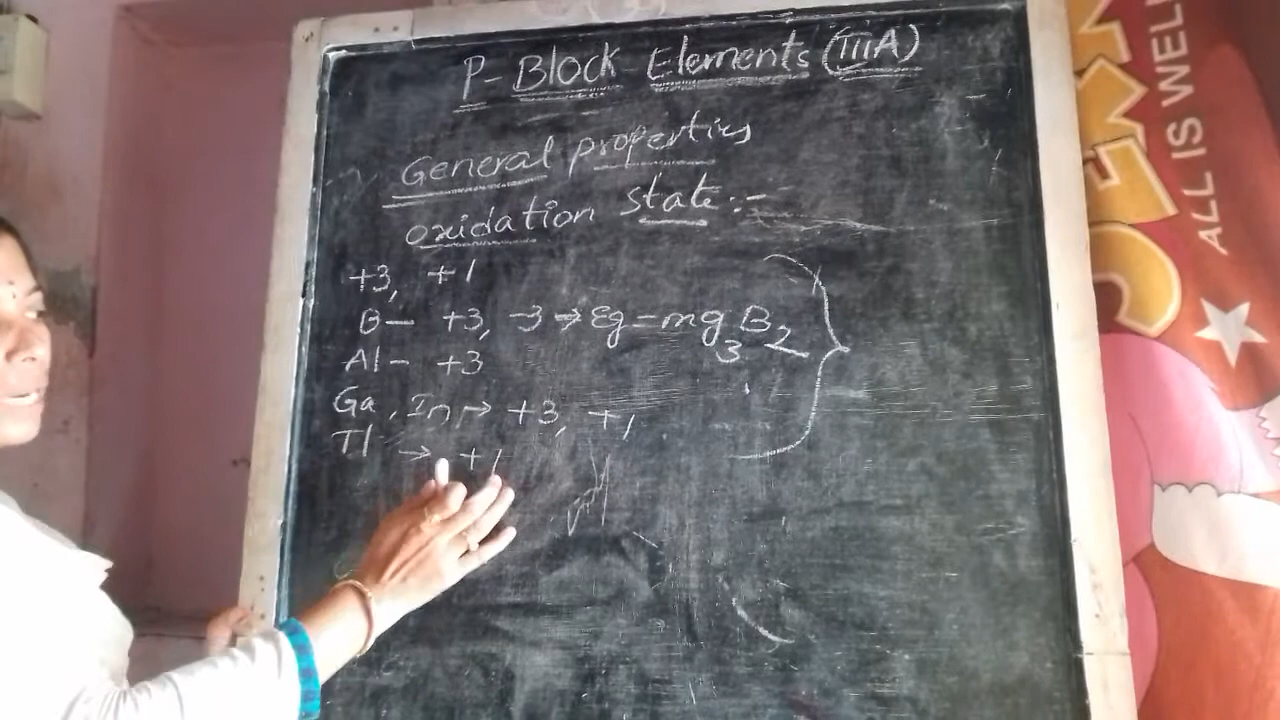 P-Block Elements (IIIA)
General properties
oxidation state:-
+3, +1
B- +3, -3 → Eg = mg3B2
Al- +3
Ga, In, → +3, +1
Tl → +1
ALL IS WELL